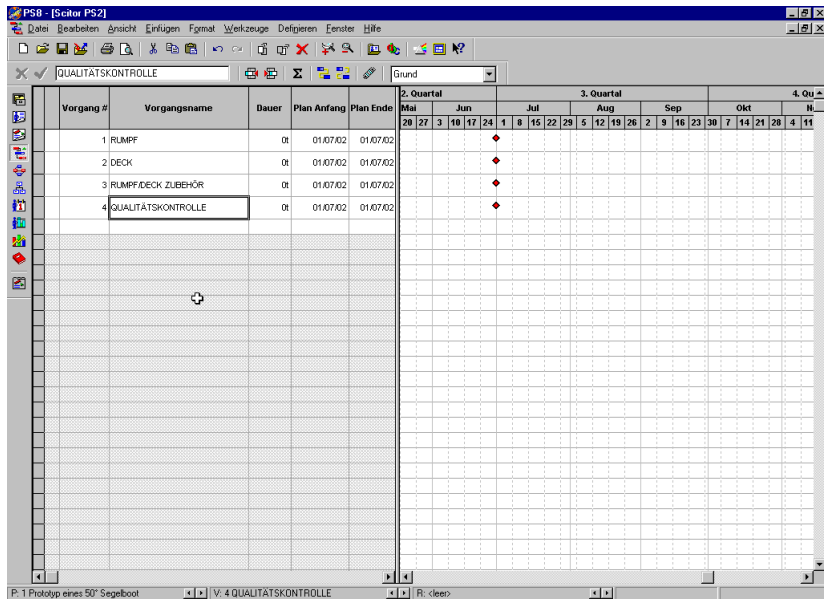 PS8 - [Scitor PS2]
Datei Bearbeiten Ansicht Einfügen Format Werkzeuge Definieren Fenster Hilfe
QUALITÄTSKONTROLLE Σ Grund
2. Quartal 3. Quartal 4. Qu
Vorgang # Vorgangsname Dauer Plan Anfang Plan Ende Mai Jun Jul Aug Sep Okt N
20 27 3 10 17 24 1 8 15 22 29 5 12 19 26 2 9 16 23 30 7 14 21 28 4 11
1 RUMPF 0t 01/07/02 01/07/02
2 DECK 0t 01/07/02 01/07/02
3 RUMPF/DECK ZUBEHÖR 0t 01/07/02 01/07/02
4 QUALITÄTSKONTROLLE 0t 01/07/02 01/07/02
P: 1 Prototyp eines 50" Segelboot V: 4 QUALITÄTSKONTROLLE R: <leer>